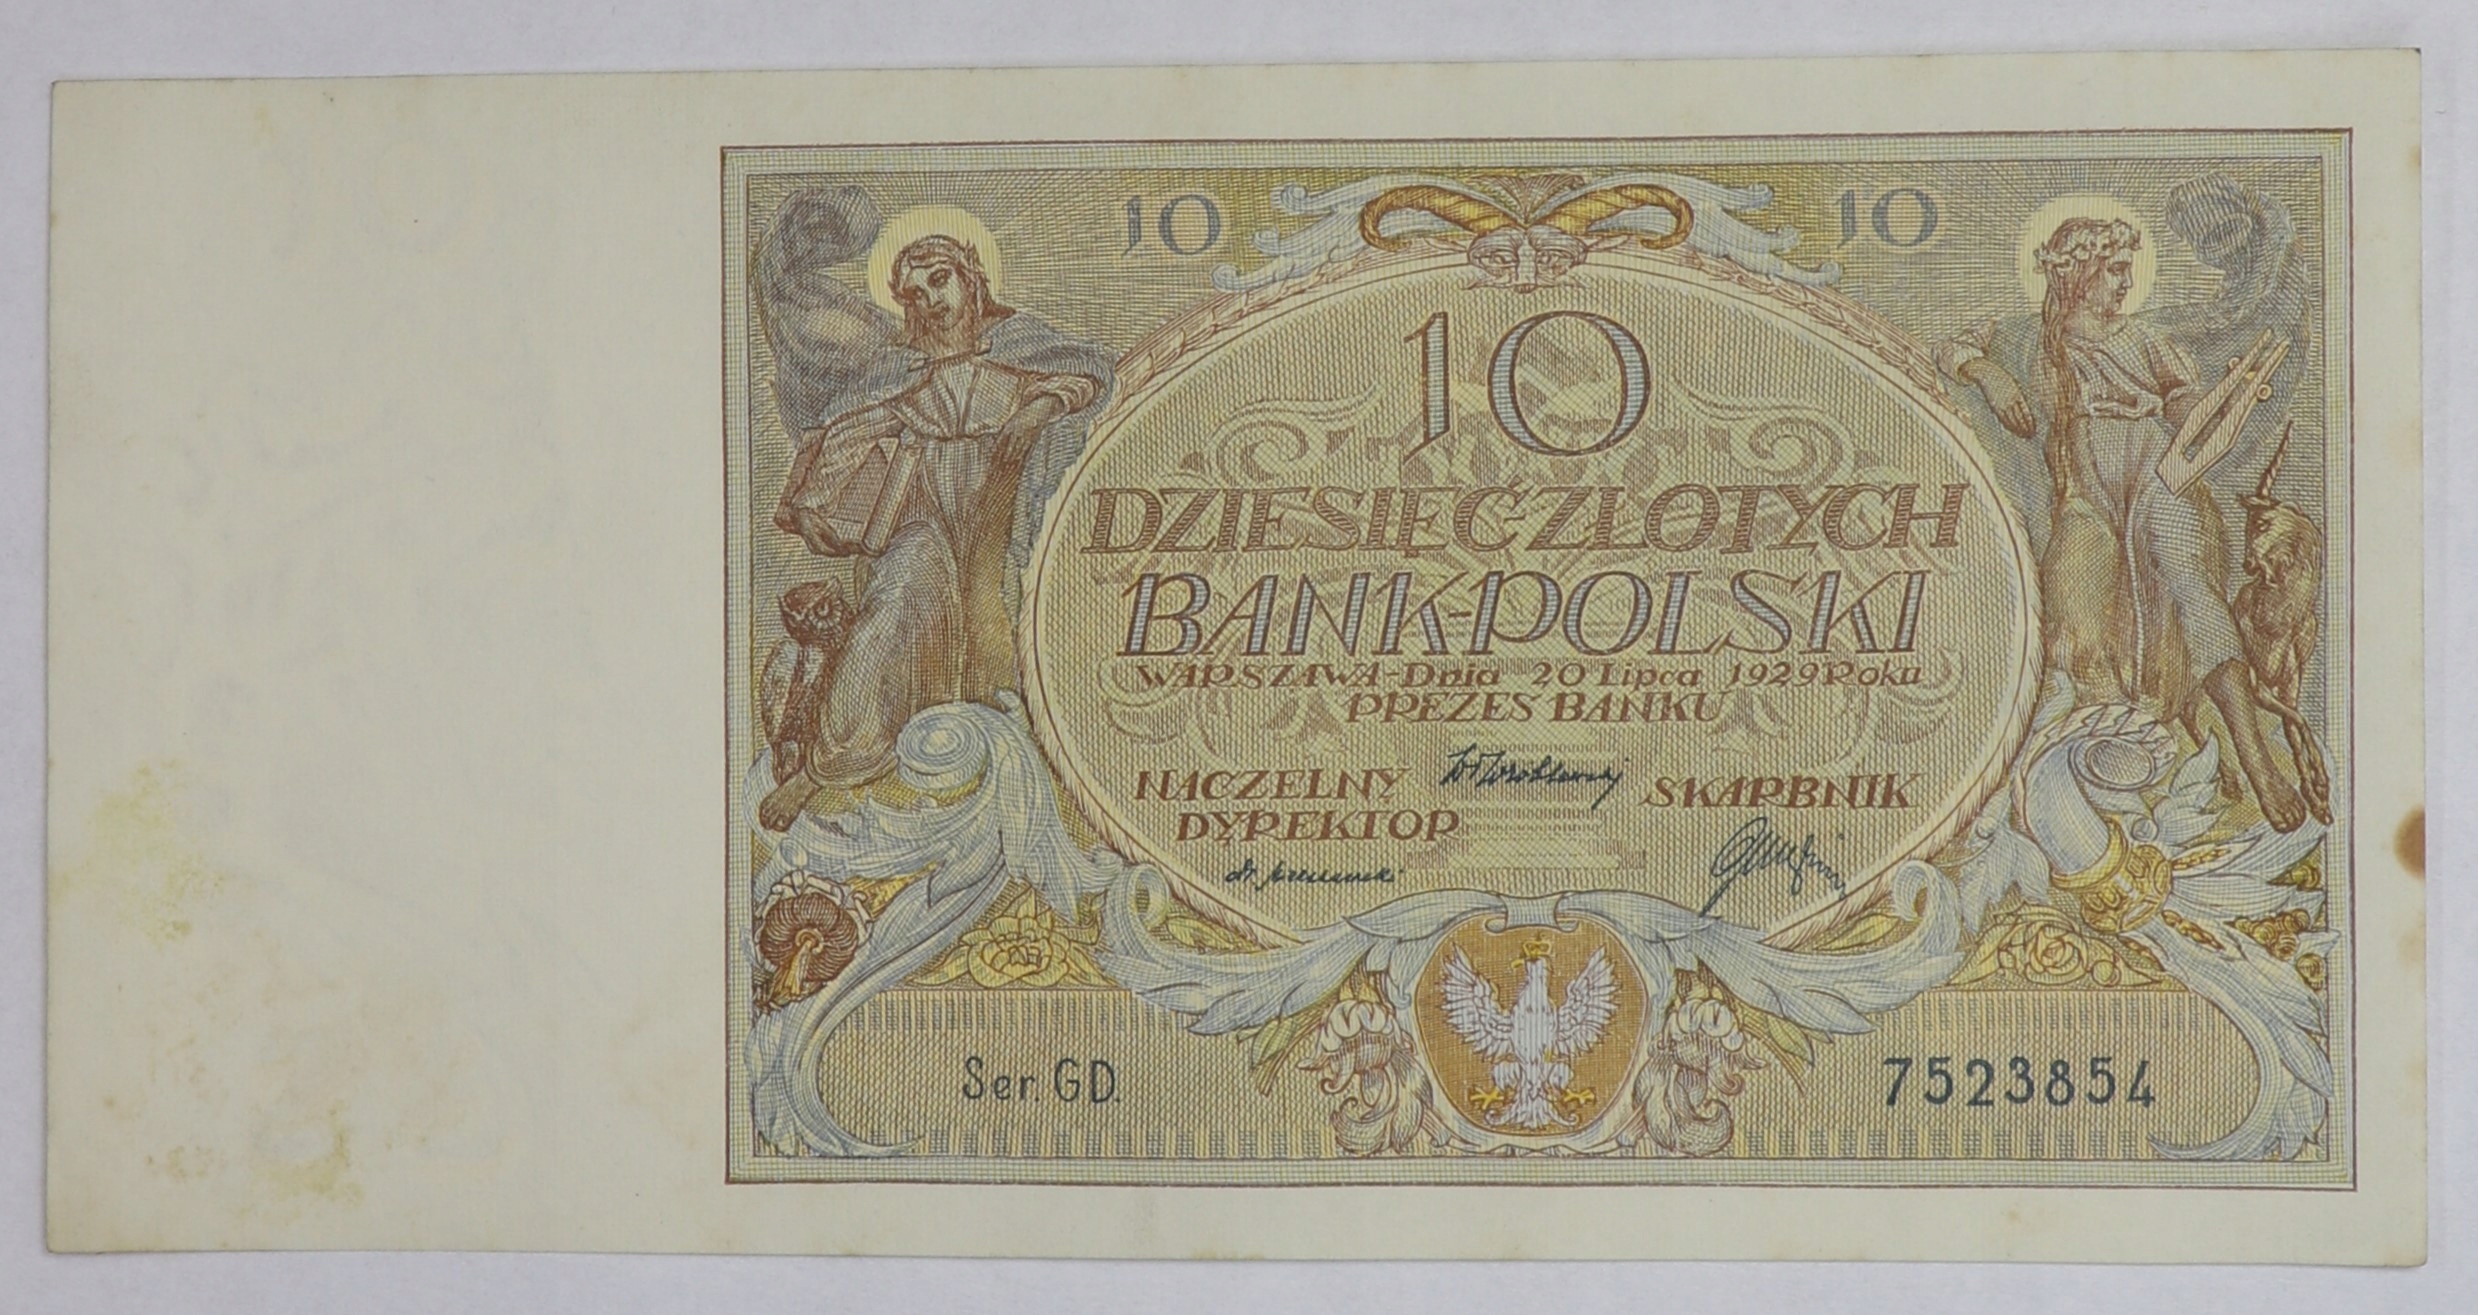 10 10
10
DZIESIĘĆ-ZŁOTYCH
BANK-POLSKI
WARSZAWA-Dnia 20 Lipca 1929 Roku
PREZES BANKU
NACZELNY SKARBNIK
DYREKTOR
Ser. GD. 7523854